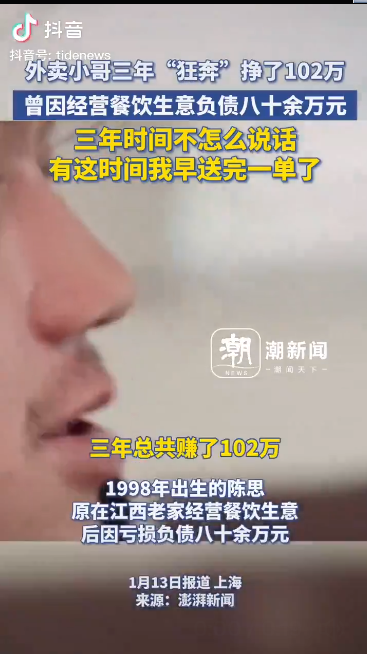 抖音
抖音号: tidenews
外卖小哥三年“狂奔”挣了102万
曾因经营餐饮生意负债八十余万元
三年时间不怎么说话
有这时间我早送完一单了
潮 潮新闻
NEWS
潮闻天下
三年总共赚了102万
1998年出生的陈思
原在江西老家经营餐饮生意
后因亏损负债八十余万元
1月13日报道 上海
来源：澎湃新闻